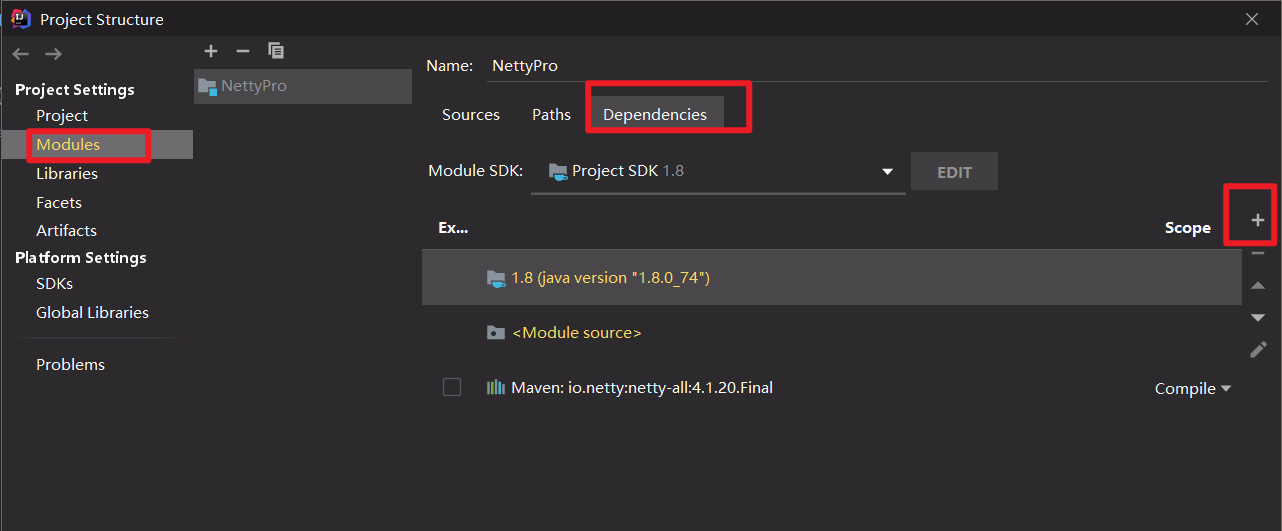 Project Structure
Project Settings
Project
Modules
Libraries
Facets
Artifacts
Platform Settings
SDKs
Global Libraries
Problems
NettyPro
Name: NettyPro
Sources Paths Dependencies
Module SDK: Project SDK 1.8 EDIT
Ex... Scope
1.8 (java version "1.8.0_74")
<Module source>
Maven: io.netty:netty-all:4.1.20.Final Compile